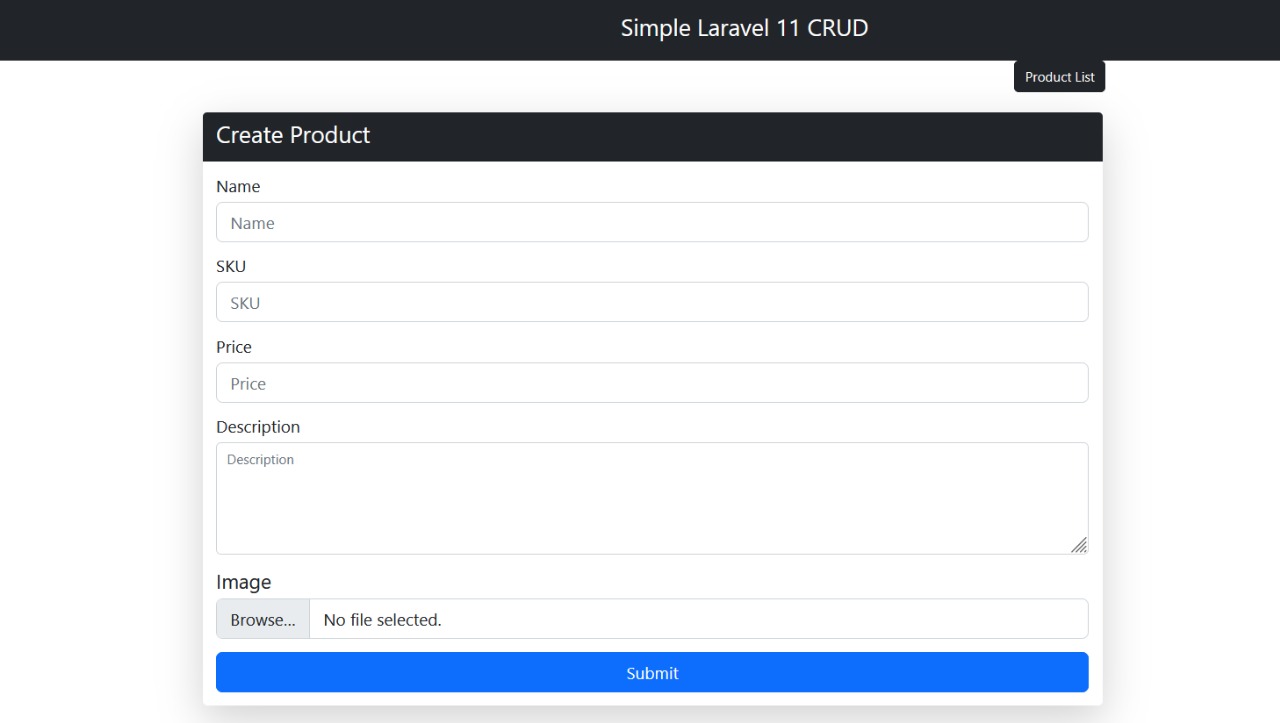 Simple Laravel 11 CRUD
Product List
Create Product
Name
Name
SKU
SKU
Price
Price
Description
Description
Image
Browse... No file selected.
Submit